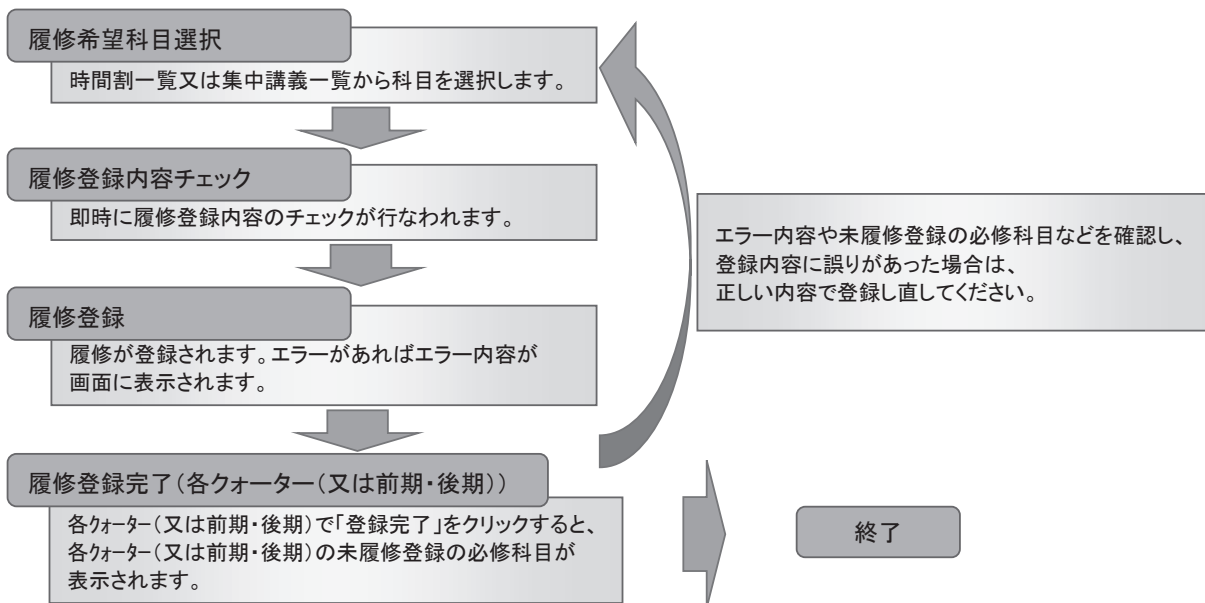 履修希望科目選択
時間割一覧又は集中講義一覧から科目を選択します。
履修登録内容チェック
即時に履修登録内容のチェックが行なわれます。
エラー内容や未履修登録の必修科目などを確認し、
登録内容に誤りがあった場合は、
正しい内容で登録し直してください。
履修登録
履修が登録されます。エラーがあればエラー内容が
画面に表示されます。
履修登録完了（各クォーター（又は前期・後期））
各ｸｫｰﾀｰ（又は前期・後期）で「登録完了」をクリックすると、
各ｸｫｰﾀｰ（又は前期・後期）の未履修登録の必修科目が
表示されます。
終了